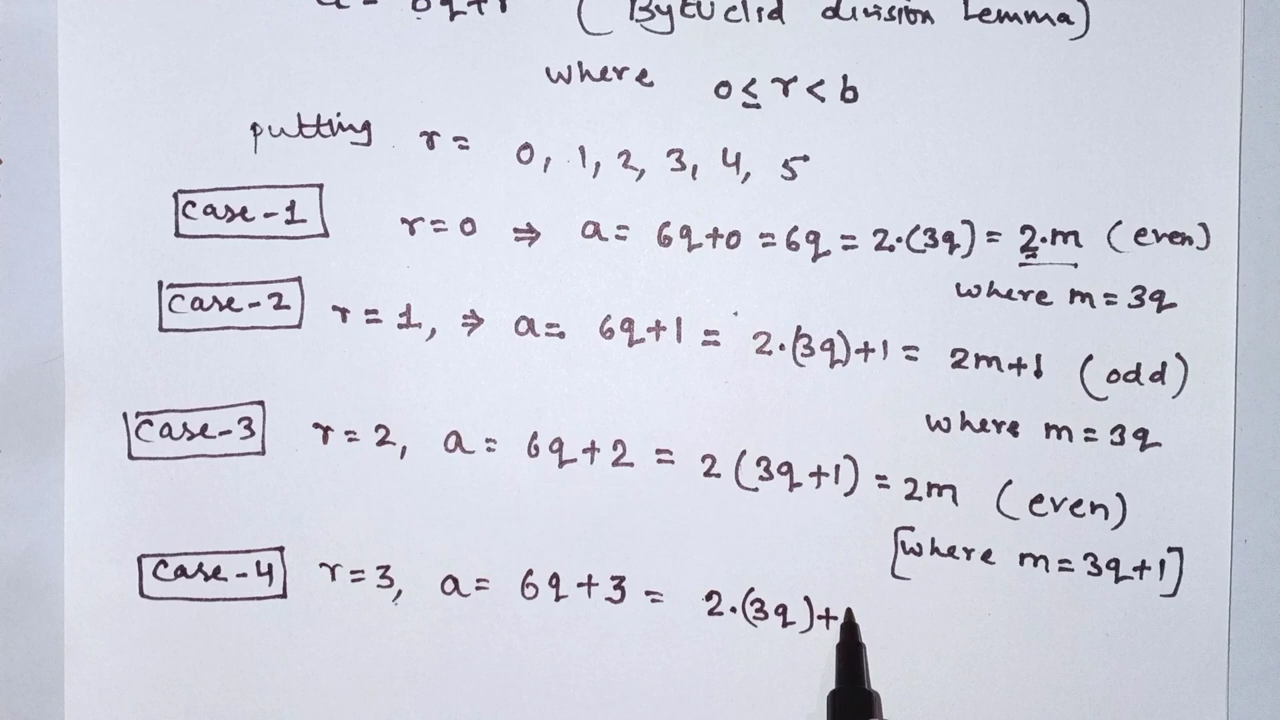 a = bq+r (By Euclid division Lemma)
where 0≤r<b
putting r= 0, 1, 2, 3, 4, 5
Case-1 r=0 ⇒ a= 6q+0 =6q = 2.(3q) = 2.m (even)
where m=3q
Case-2 r=1, ⇒ a= 6q+1 = 2.(3q)+1 = 2m+1 (odd)
where m=3q
Case-3 r=2, a= 6q+2 = 2(3q+1) = 2m (even)
[where m=3q+1]
Case-4 r=3, a= 6q+3 = 2.(3q)+